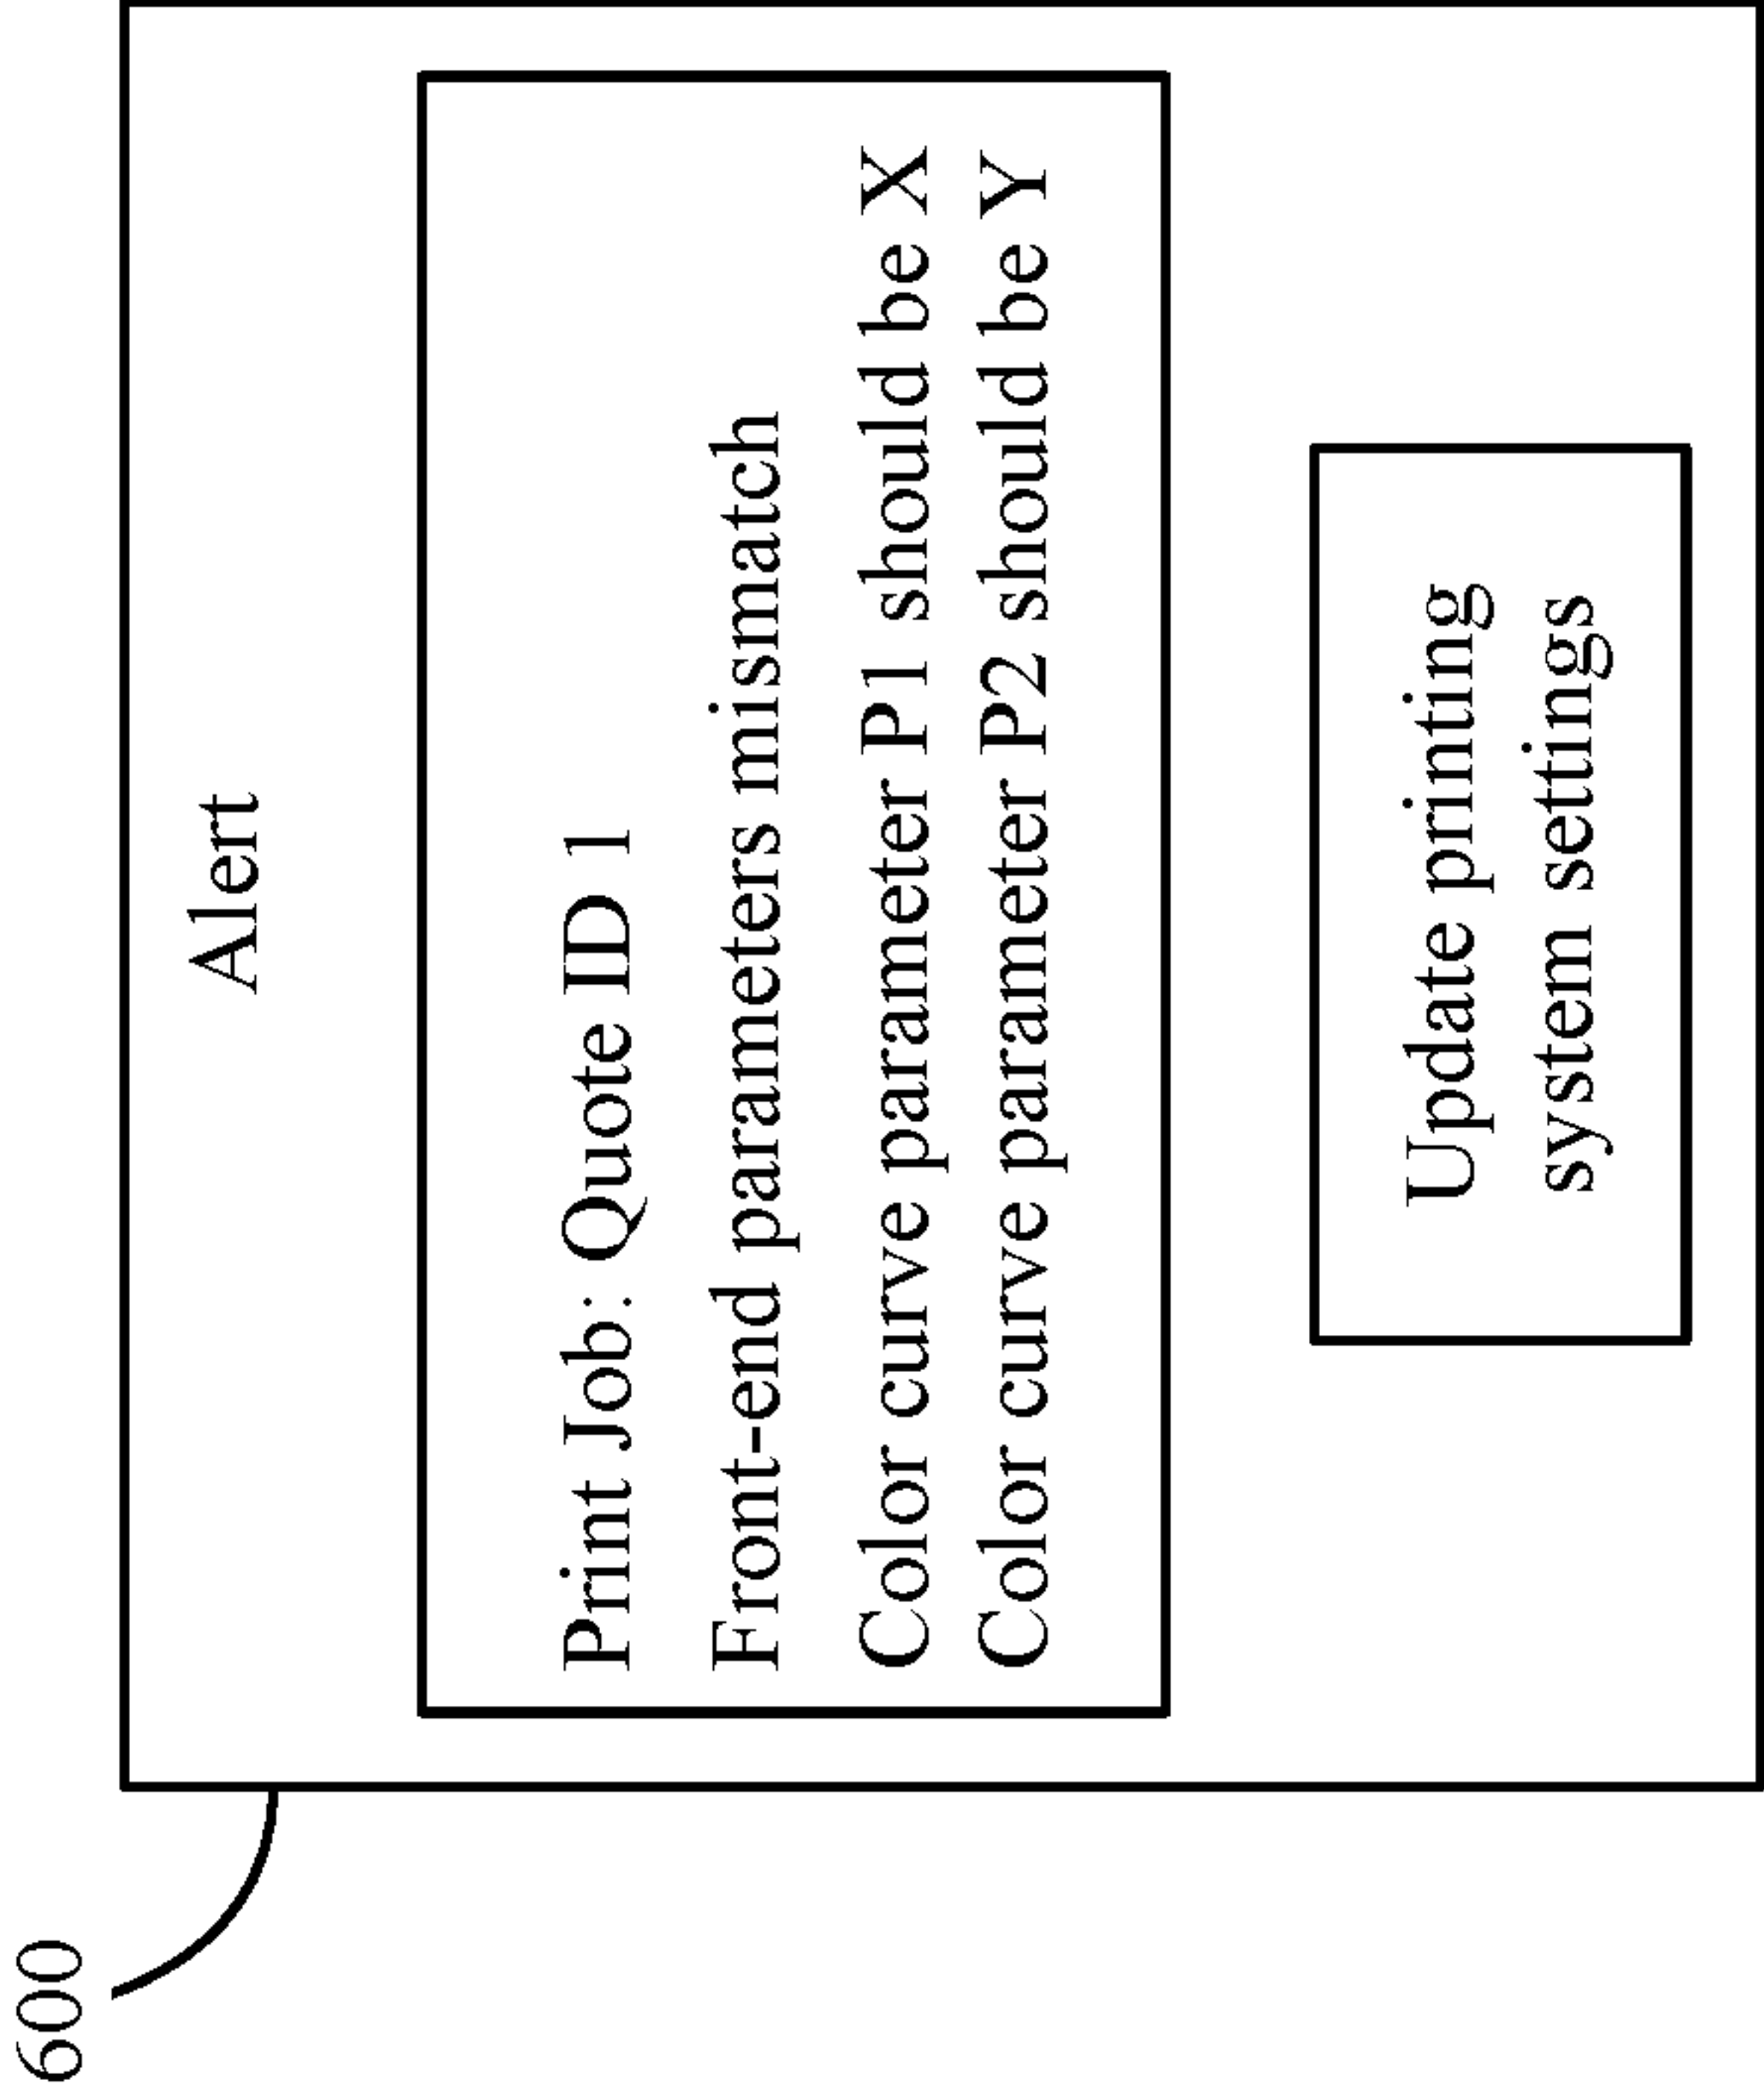 600
Alert
Print Job: Quote ID 1
Front-end parameters mismatch
Color curve parameter P1 should be X
Color curve parameter P2 should be Y
Update printing
system settings